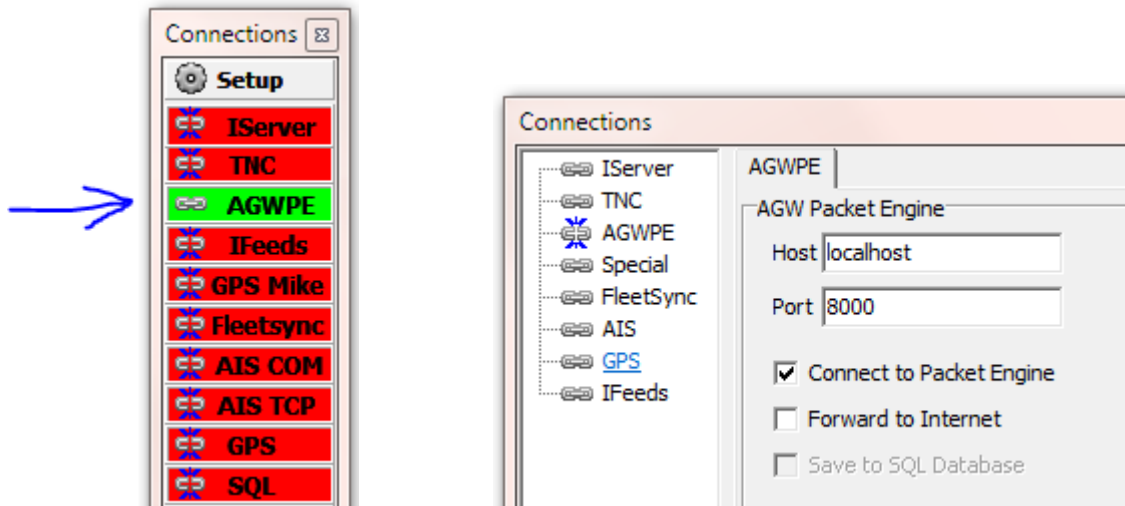 Connections
Setup
IServer
TNC
AGWPE
IFeeds
GPS Mike
Fleetsync
AIS COM
AIS TCP
GPS
SQL
Connections
IServer
TNC
AGWPE
Special
FleetSync
AIS
GPS
IFeeds
AGWPE
AGW Packet Engine
Host localhost
Port 8000
Connect to Packet Engine
Forward to Internet
Save to SQL Database